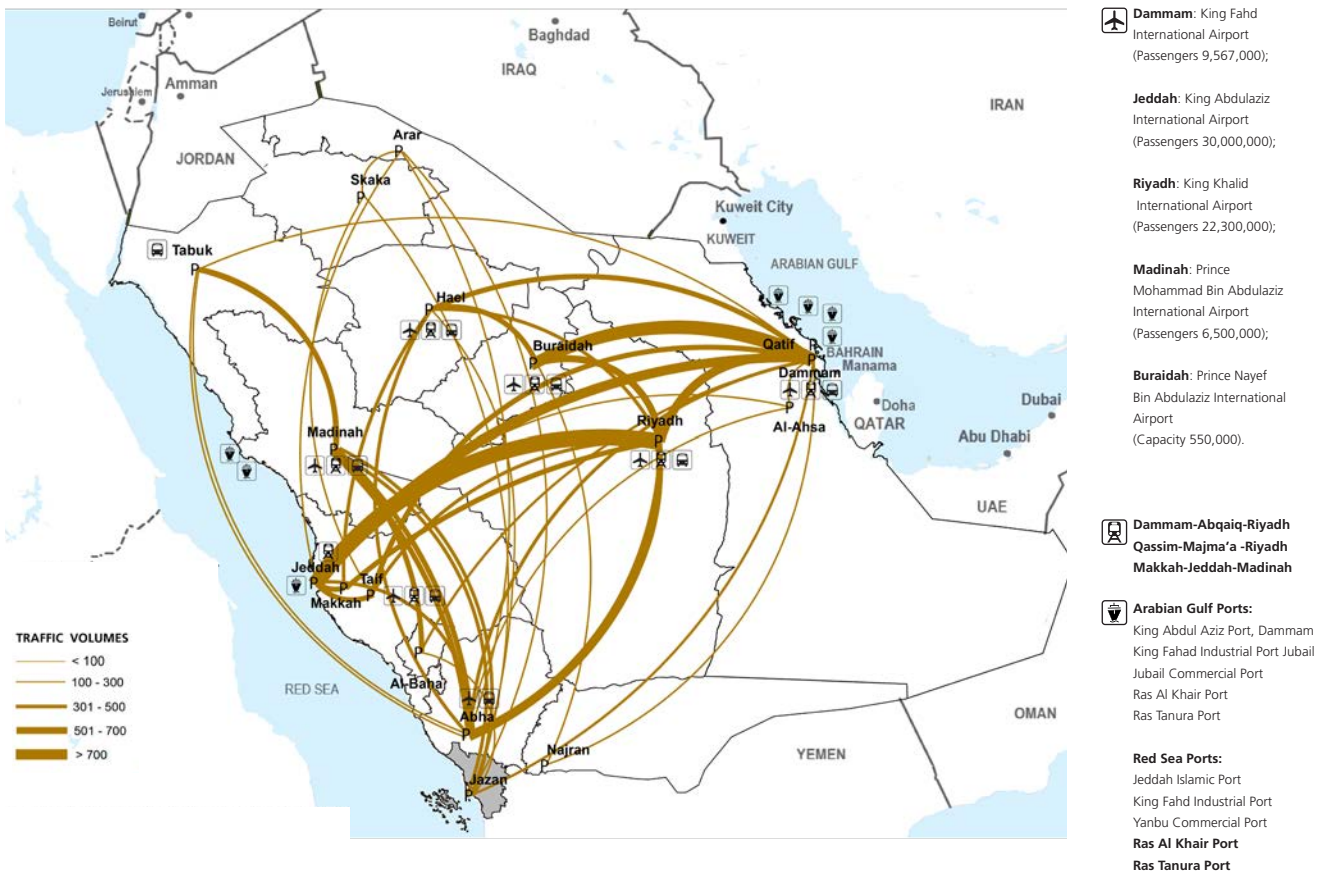 Beirut
Baghdad
IRAQ
Jerusalem
Amman
IRAN
JORDAN
Arar
P
Skaka
P
Kuweit City
KUWEIT
Tabuk
P
ARABIAN GULF
Hael
P
Buraidah
P
Qatif
P
BAHRAIN
Manama
Dammam
P
Doha
QATAR
Dubai
Abu Dhabi
Al-Ahsa
P
Riyadh
P
Madinah
P
UAE
Jeddah
P
Makkah
P
Taif
P
Al-Baha
P
RED SEA
Abha
P
Najran
P
Jazan
P
YEMEN
OMAN
TRAFFIC VOLUMES
< 100
100 - 300
301 - 500
501 - 700
> 700
Dammam: King Fahd
International Airport
(Passengers 9,567,000);
Jeddah: King Abdulaziz
International Airport
(Passengers 30,000,000);
Riyadh: King Khalid
International Airport
(Passengers 22,300,000);
Madinah: Prince
Mohammad Bin Abdulaziz
International Airport
(Passengers 6,500,000);
Buraidah: Prince Nayef
Bin Abdulaziz International
Airport
(Capacity 550,000).
Dammam-Abqaiq-Riyadh
Qassim-Majma'a -Riyadh
Makkah-Jeddah-Madinah
Arabian Gulf Ports:
King Abdul Aziz Port, Dammam
King Fahad Industrial Port Jubail
Jubail Commercial Port
Ras Al Khair Port
Ras Tanura Port
Red Sea Ports:
Jeddah Islamic Port
King Fahd Industrial Port
Yanbu Commercial Port
Ras Al Khair Port
Ras Tanura Port